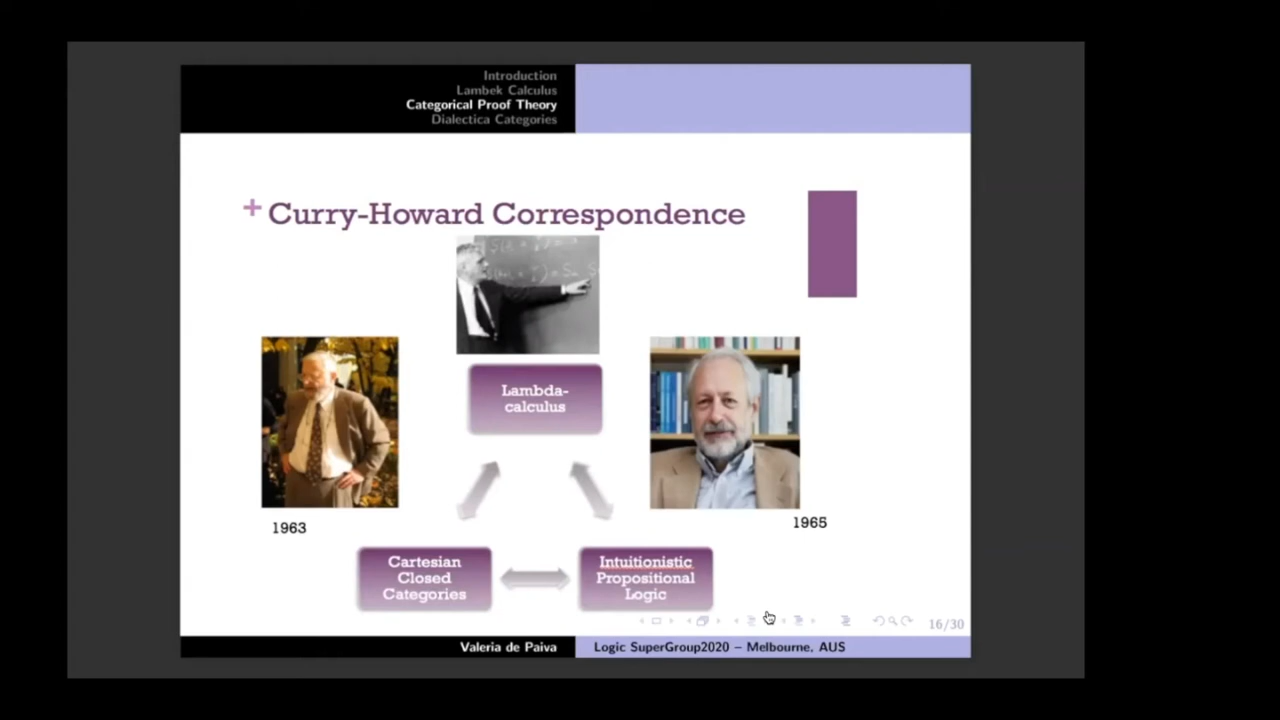 Introduction
Lambek Calculus
Categorical Proof Theory
Dialectica Categories
+ Curry-Howard Correspondence
Lambda-
calculus
1963
1965
Cartesian
Closed
Categories
Intuitionistic
Propositional
Logic
16/30
Valeria de Paiva
Logic SuperGroup2020 – Melbourne, AUS